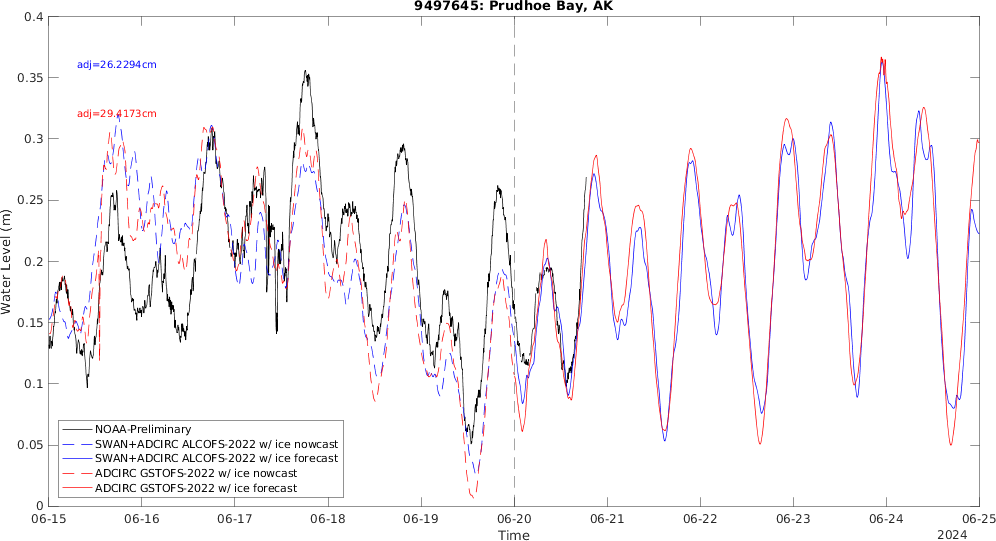 9497645: Prudhoe Bay, AK
0.4
adj=26.2294cm
0.35
adj=29.4173cm
0.3
0.25
0.2
0.15
0.1
0.05
0
Water Level (m)
NOAA-Preliminary
SWAN+ADCIRC ALCOFS-2022 w/ ice nowcast
SWAN+ADCIRC ALCOFS-2022 w/ ice forecast
ADCIRC GSTOFS-2022 w/ ice nowcast
ADCIRC GSTOFS-2022 w/ ice forecast
06-15 06-16 06-17 06-18 06-19 06-20 06-21 06-22 06-23 06-24 06-25
Time
2024